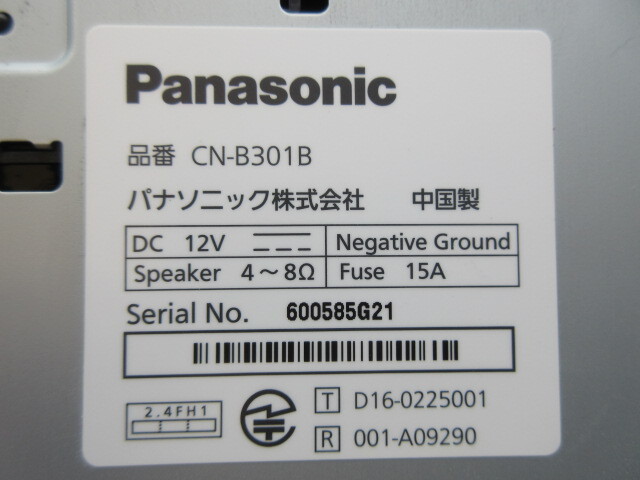 Panasonic
品番 CN-B301B
パナソニック株式会社 中国製
DC 12V Negative Ground
Speaker 4～8Ω Fuse 15A
Serial No. 600585G21
2.4FH1
T D16-0225001
R 001-A09290